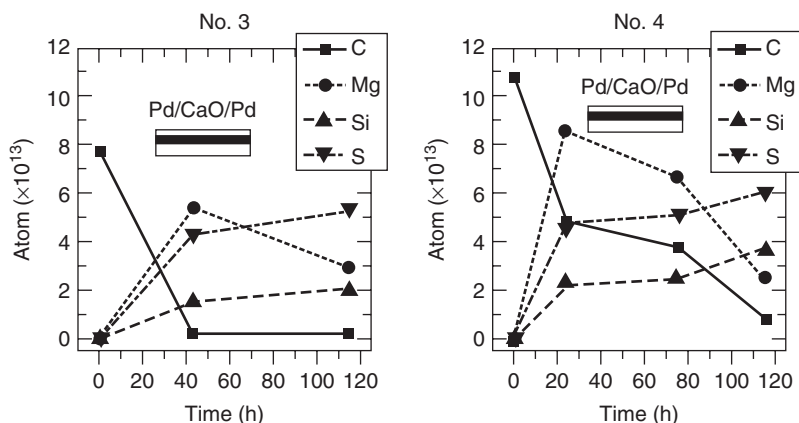 No. 3
12
10
8
6
4
2
0
Atom (×10¹³)
C
Mg
Si
S
Pd/CaO/Pd
0 20 40 60 80 100 120
Time (h)
No. 4
12
10
8
6
4
2
0
Atom (×10¹³)
C
Mg
Si
S
Pd/CaO/Pd
0 20 40 60 80 100 120
Time (h)